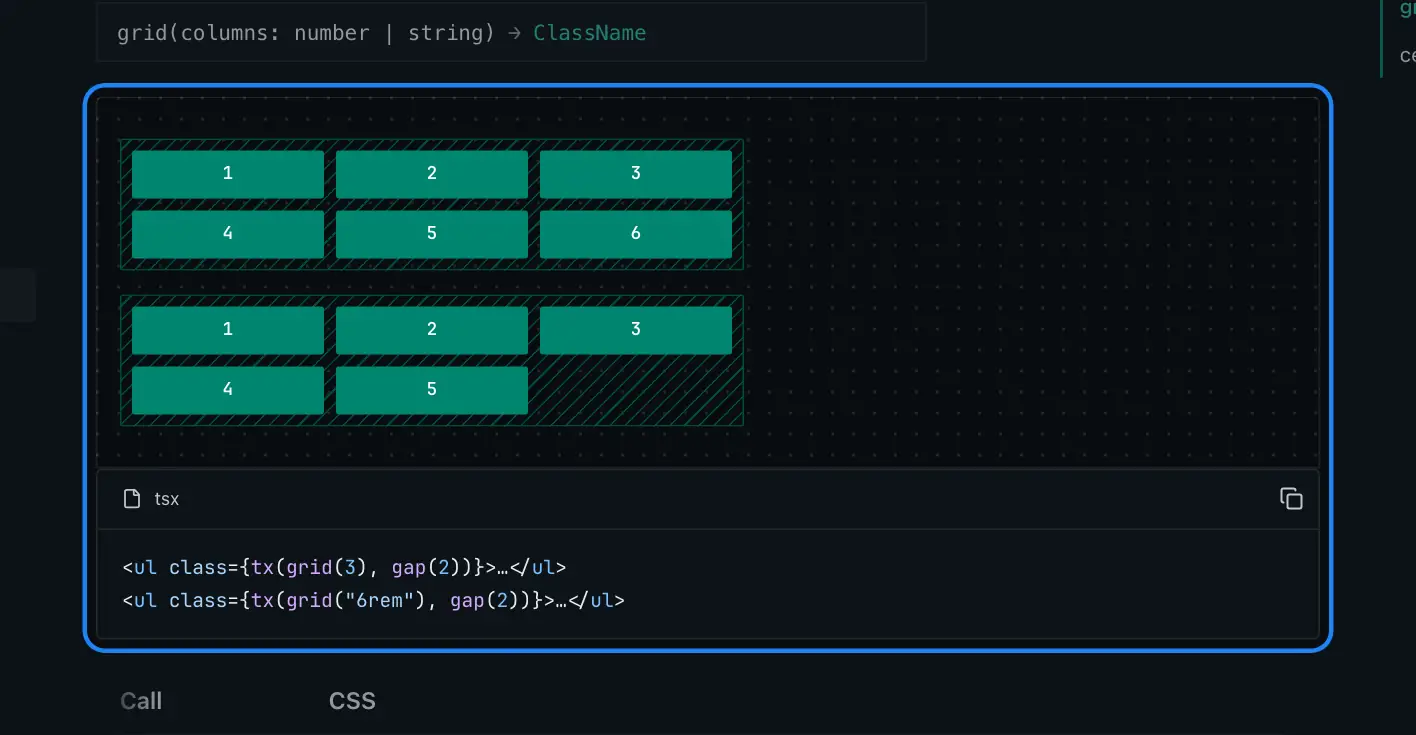 grid(columns: number | string) → ClassName
1 2 3
4 5 6
1 2 3
4 5
tsx
<ul class={tx(grid(3), gap(2))}>…</ul>
<ul class={tx(grid("6rem"), gap(2))}>…</ul>
Call CSS